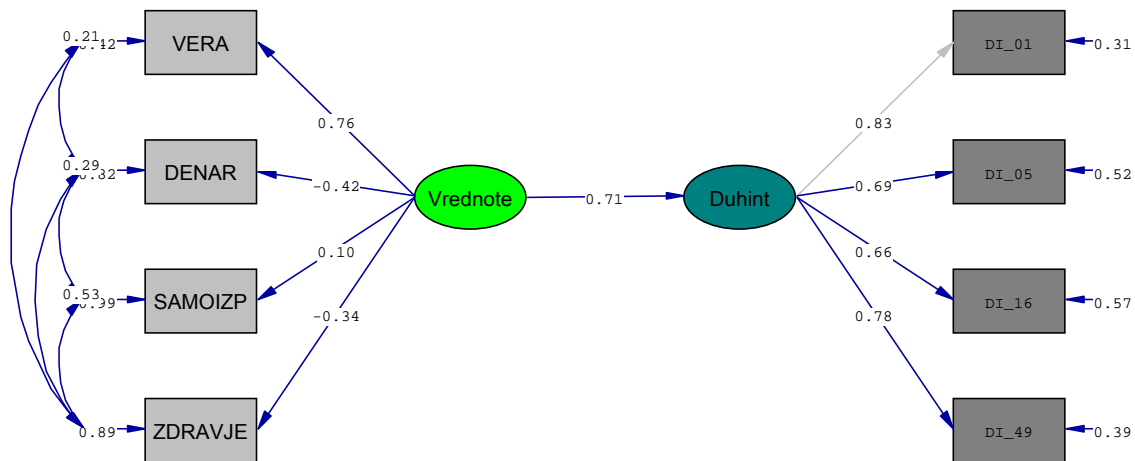 0.21
VERA
DI_01
0.31
0.76
0.83
0.29
DENAR
-0.42
Vrednote
0.71
Duhint
0.69
DI_05
0.52
0.10
0.66
0.53
SAMOIZP
-0.34
0.78
DI_16
0.57
0.89
ZDRAVJE
DI_49
0.39